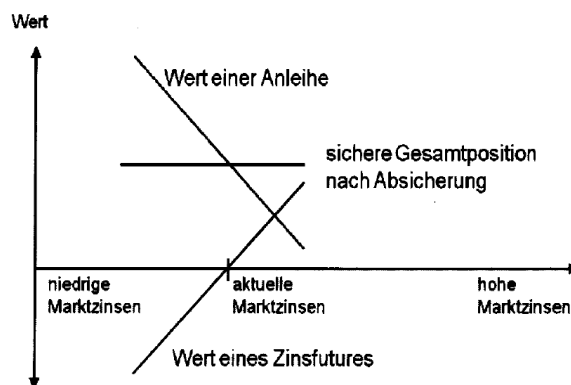 Wert
Wert einer Anleihe
sichere Gesamtposition
nach Absicherung
niedrige
Marktzinsen
aktuelle
Marktzinsen
hohe
Marktzinsen
Wert eines Zinsfutures